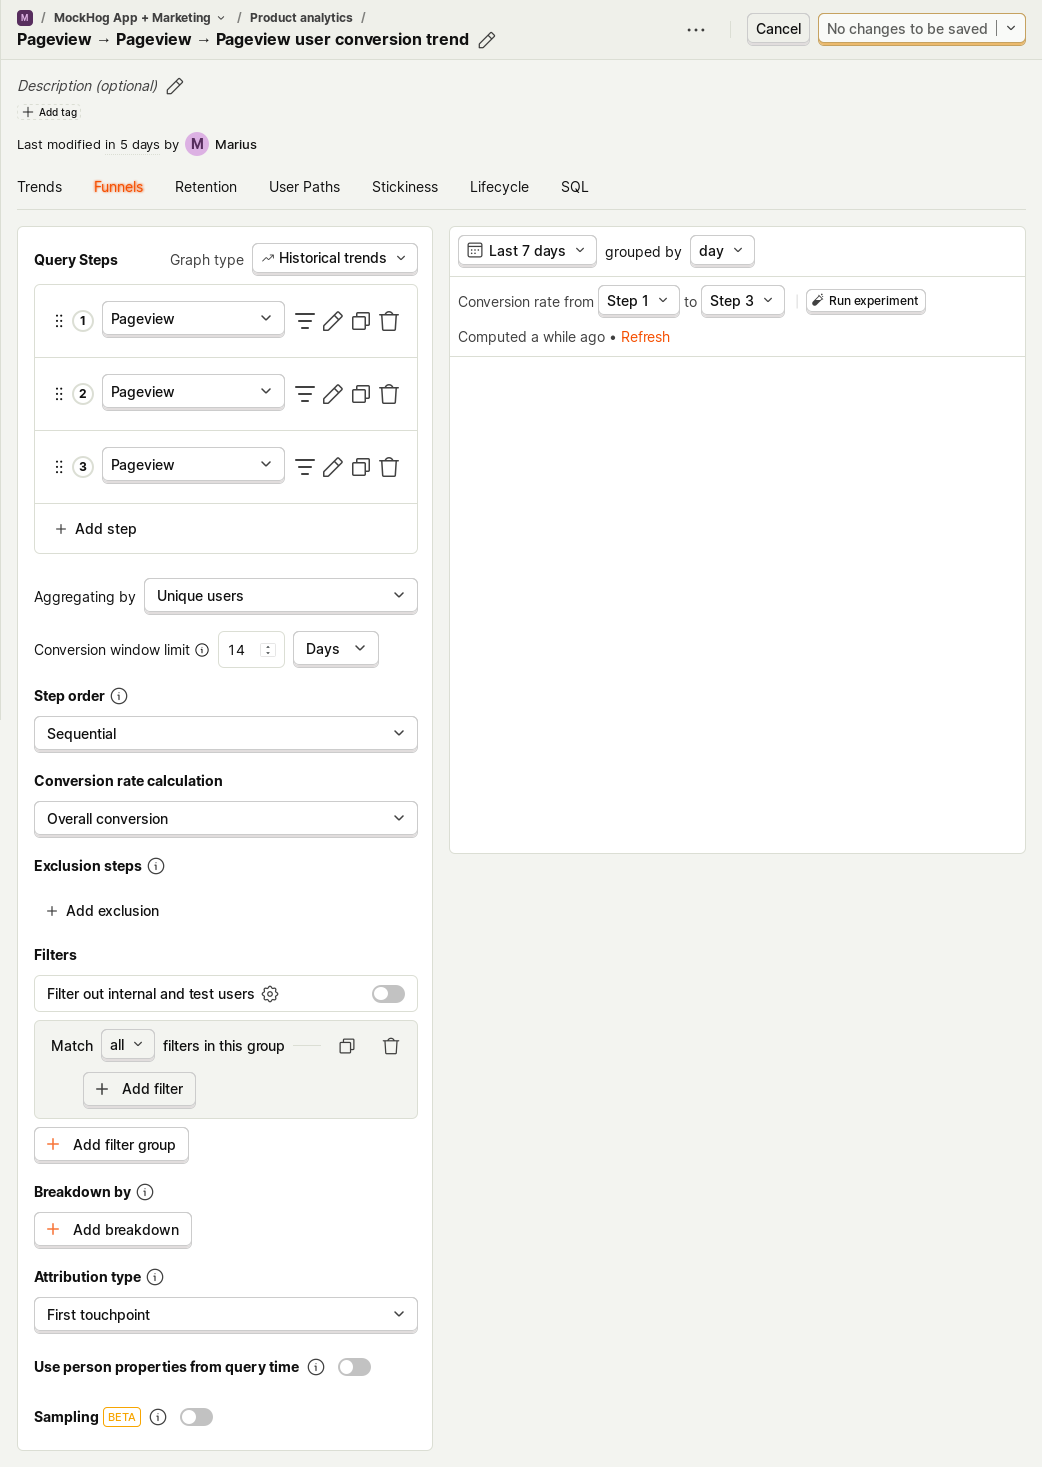 M / MockHog App + Marketing / Product analytics /
Pageview → Pageview → Pageview user conversion trend
Cancel
No changes to be saved
Description (optional)
Add tag
Last modified in 5 days by M Marius
Trends Funnels Retention User Paths Stickiness Lifecycle SQL
Query Steps
Graph type Historical trends
1 Pageview
2 Pageview
3 Pageview
Add step
Aggregating by Unique users
Conversion window limit 14 Days
Step order
Sequential
Conversion rate calculation
Overall conversion
Exclusion steps
Add exclusion
Filters
Filter out internal and test users
Match all filters in this group
Add filter
Add filter group
Breakdown by
Add breakdown
Attribution type
First touchpoint
Use person properties from query time
Sampling BETA
Last 7 days grouped by day
Conversion rate from Step 1 to Step 3 Run experiment
Computed a while ago • Refresh